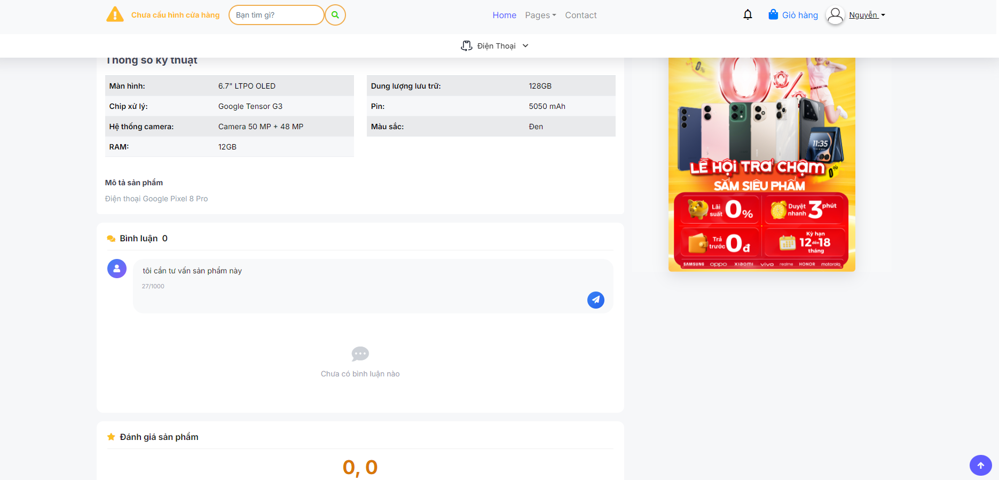 Chưa cấu hình cửa hàng
Bạn tìm gì?
Home
Pages
Contact
Giỏ hàng
Nguyễn
Điện Thoại
Thông số kỹ thuật
Màn hình: 6.7" LTPO OLED
Chip xử lý: Google Tensor G3
Hệ thống camera: Camera 50 MP + 48 MP
RAM: 12GB
Dung lượng lưu trữ: 128GB
Pin: 5050 mAh
Màu sắc: Đen
Mô tả sản phẩm
Điện thoại Google Pixel 8 Pro
Bình luận 0
tôi cần tư vấn sản phẩm này
27/1000
Chưa có bình luận nào
Đánh giá sản phẩm
0, 0
0%
%
11:35
LỄ HỘI TRẢ CHẬM
0%
SẮM SIÊU PHẨM
Lãi suất 0%
Duyệt nhanh 3 phút
Trả trước 0đ
Kỳ hạn 12 đến 18 tháng
SAMSUNG oppo xiaomi vivo realme HONOR motorola